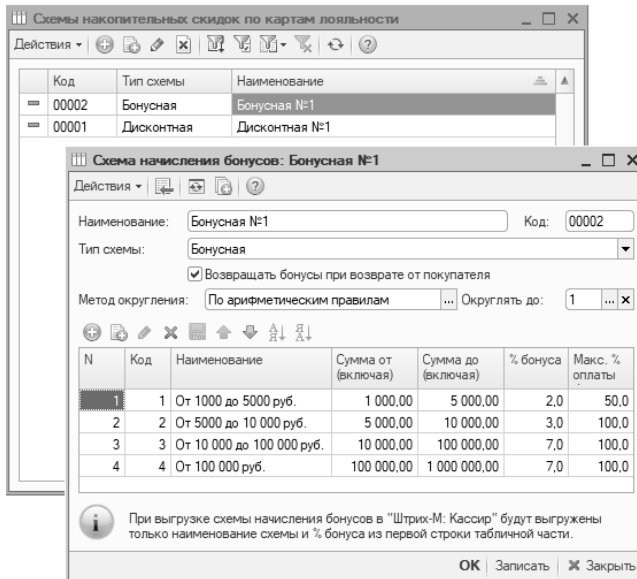 Схемы накопительных скидок по картам лояльности
Действия
Код Тип схемы Наименование
00002 Бонусная Бонусная №1
00001 Дисконтная Дисконтная №1
Схема начисления бонусов: Бонусная №1
Действия
Наименование: Бонусная №1 Код: 00002
Тип схемы: Бонусная
Возвращать бонусы при возврате от покупателя
Метод округления: По арифметическим правилам ... Округлять до: 1 ... x
N Код Наименование Сумма от (включая) Сумма до (включая) % бонуса Макс. % оплаты
1 1 От 1000 до 5000 руб. 1 000,00 5 000,00 2,0 50,0
2 2 От 5000 до 10 000 руб. 5 000,00 10 000,00 3,0 100,0
3 3 От 10 000 до 100 000 руб. 10 000,00 100 000,00 7,0 100,0
4 4 От 100 000 руб. 100 000,00 1 000 000,00 7,0 100,0
При выгрузке схемы начисления бонусов в "Штрих-М: Кассир" будут выгружены
только наименование схемы и % бонуса из первой строки табличной части.
OK Записать Закрыть